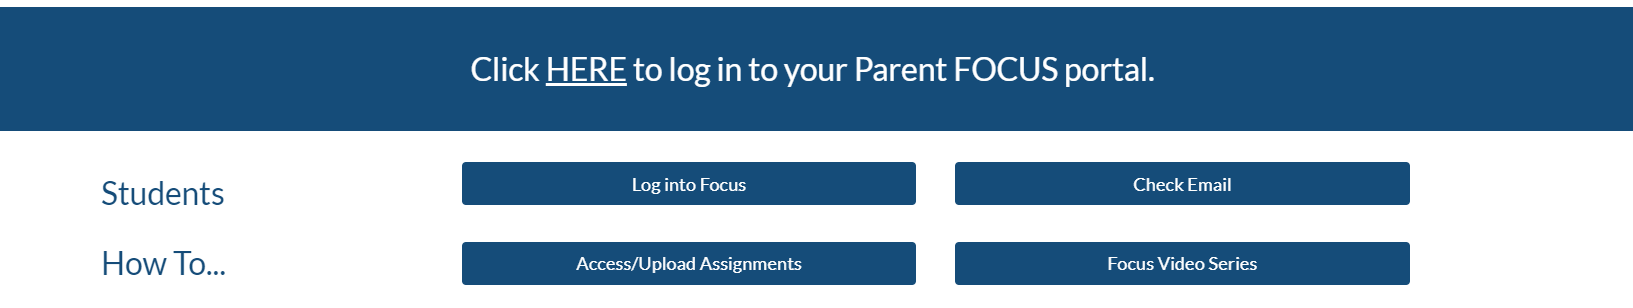 Click HERE to log in to your Parent FOCUS portal.
Students
Log into Focus
Check Email
How To...
Access/Upload Assignments
Focus Video Series